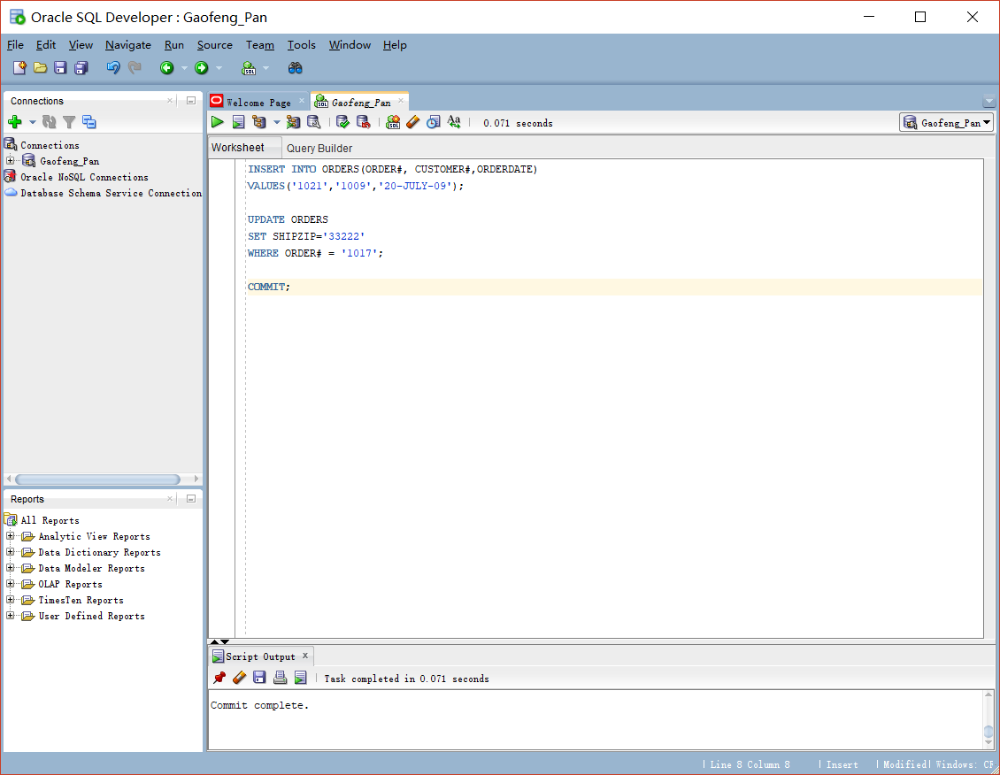 Oracle SQL Developer : Gaofeng_Pan
File Edit View Navigate Run Source Team Tools Window Help
Connections
Connections
Gaofeng_Pan
Oracle NoSQL Connections
Database Schema Service Connection
Reports
All Reports
Analytic View Reports
Data Dictionary Reports
Data Modeler Reports
OLAP Reports
TimesTen Reports
User Defined Reports
Welcome Page
Gaofeng_Pan
0.071 seconds
Gaofeng_Pan
Worksheet Query Builder
INSERT INTO ORDERS(ORDER#, CUSTOMER#,ORDERDATE)
VALUES('1021','1009','20-JULY-09');
UPDATE ORDERS
SET SHIPZIP='33222'
WHERE ORDER# = '1017';
COMMIT;
Script Output
Task completed in 0.071 seconds
Commit complete.
Line 8 Column 8 | Insert | Modified| Windows: CR